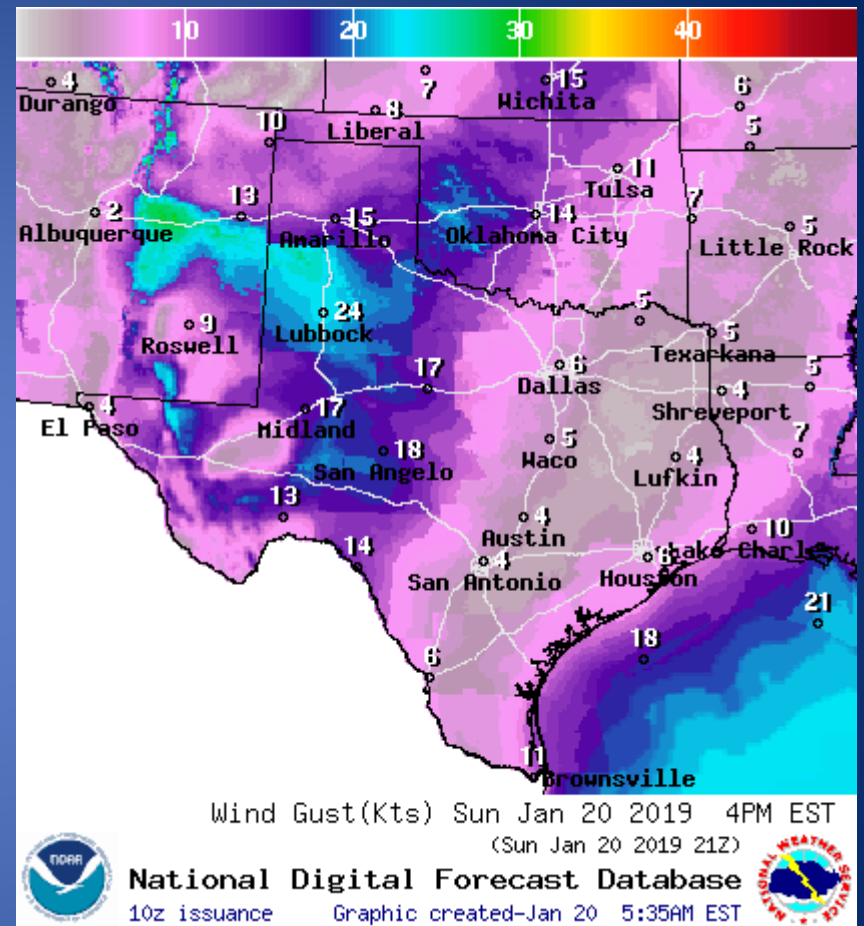 10 20 30 40
4
Durango
7
15
Wichita
6
8
Liberal
5
10
11
Tulsa
2
Albuquerque
13
15
Amarillo
14
Oklahoma City
7
5
Little Rock
9
Roswell
24
Lubbock
5
5
Texarkana
4
El Paso
17
Midland
17
6
Dallas
4
Shreveport
5
18
San Angelo
5
Waco
4
Lufkin
7
13
4
Austin
10
Lake Charles
14
4
San Antonio
6
Houston
21
18
6
11
Brownsville
Wind Gust(Kts) Sun Jan 20 2019 4PM EST
(Sun Jan 20 2019 21Z)
NOAA
National Digital Forecast Database
NATIONAL WEATHER SERVICE
10z issuance Graphic created-Jan 20 5:35AM EST